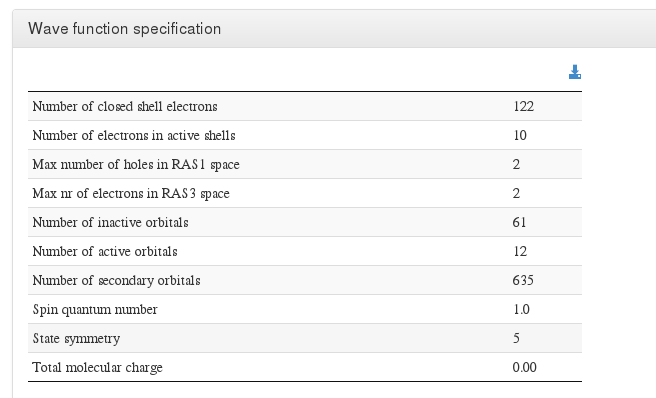 Wave function specification
Number of closed shell electrons 122
Number of electrons in active shells 10
Max number of holes in RAS1 space 2
Max nr of electrons in RAS3 space 2
Number of inactive orbitals 61
Number of active orbitals 12
Number of secondary orbitals 635
Spin quantum number 1.0
State symmetry 5
Total molecular charge 0.00